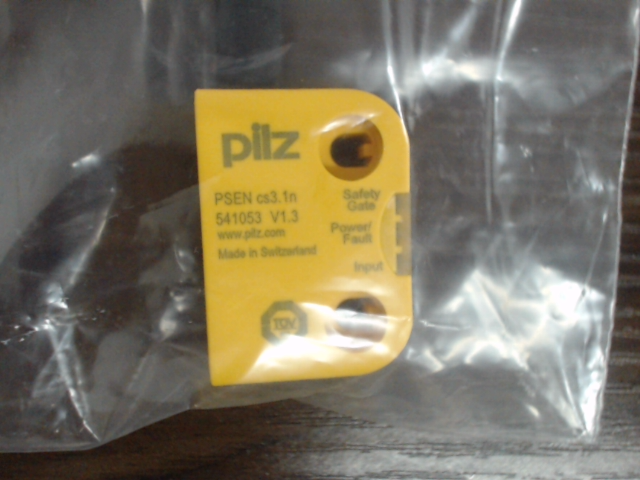 pilz
PSEN cs3.1n
541053 V1.3
www.pilz.com
Made in Switzerland
Safety
Gate
Power/
Fault
Input
TÜV